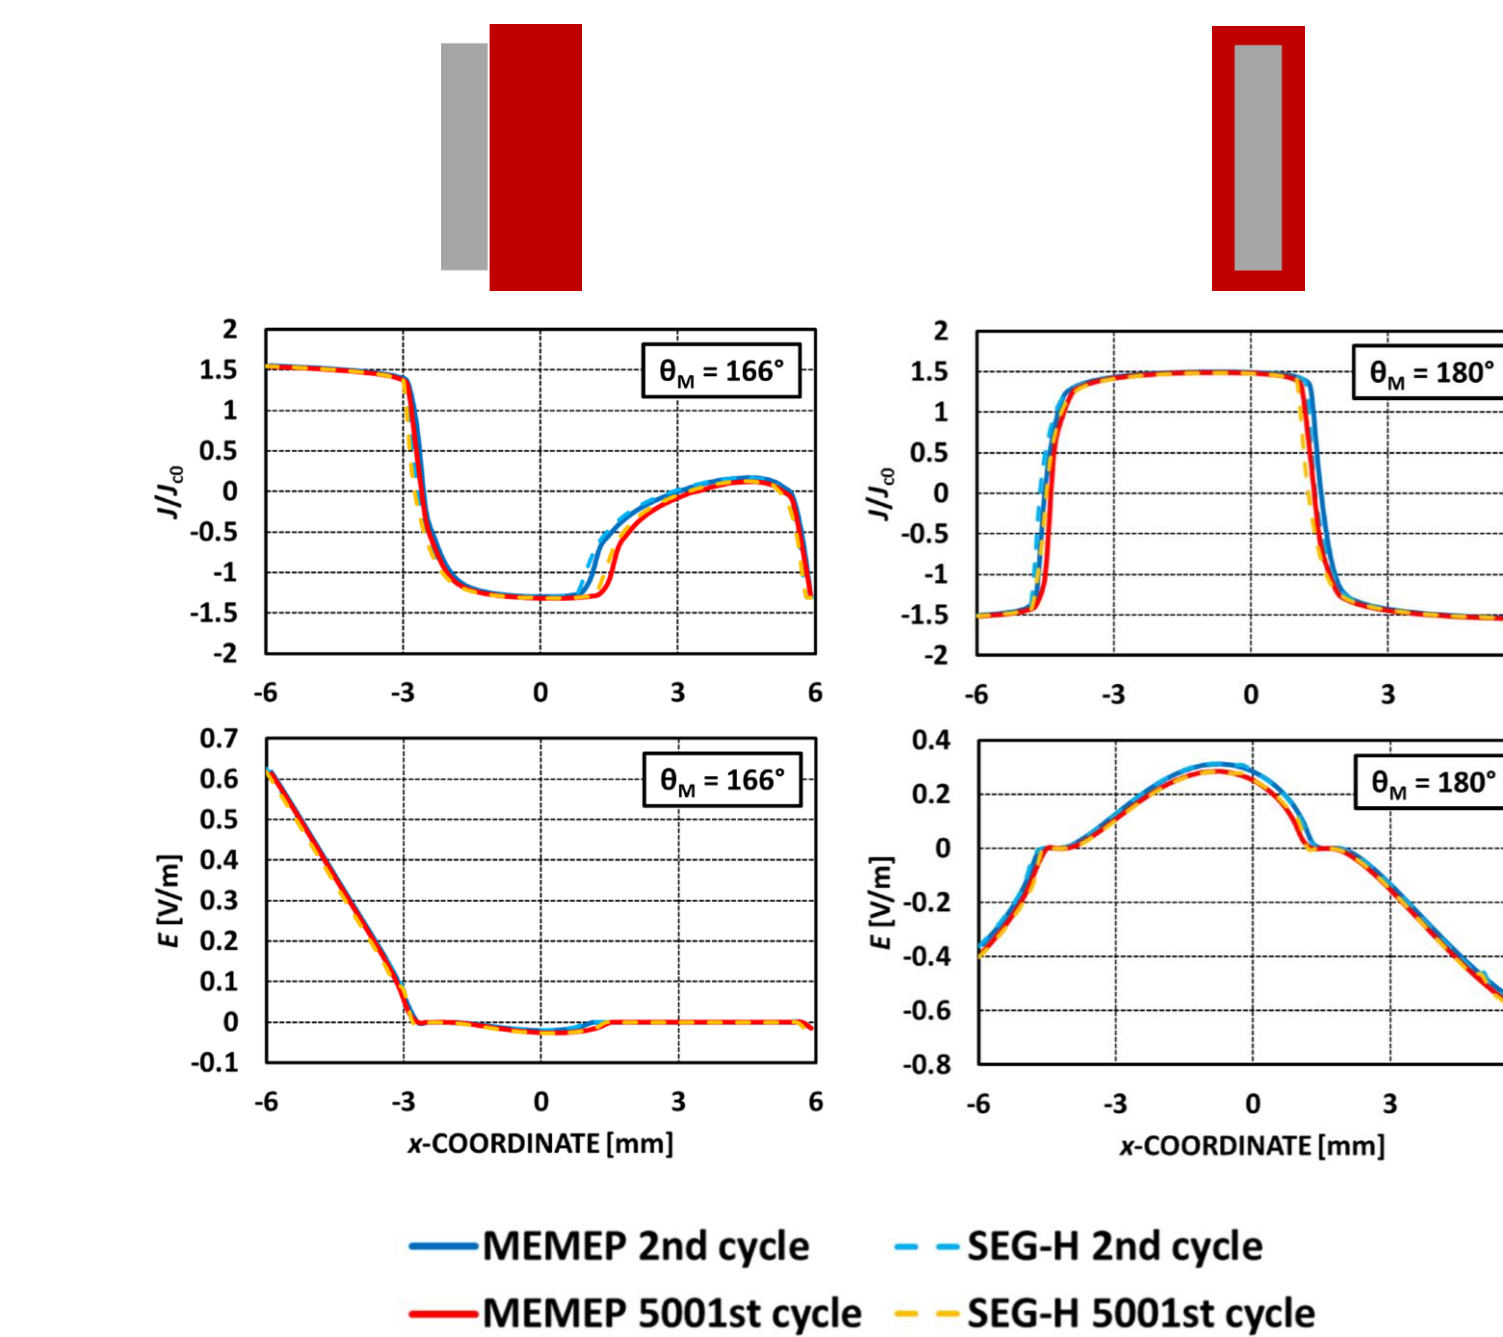 2
1.5
1
0.5
0
-0.5
-1
-1.5
-2
J/Jc0
θM = 166°
-6 -3 0 3 6
2
1.5
1
0.5
0
-0.5
-1
-1.5
-2
J/Jc0
θM = 180°
-6 -3 0 3
0.7
0.6
0.5
0.4
0.3
0.2
0.1
0
-0.1
E [V/m]
θM = 166°
-6 -3 0 3 6
x-COORDINATE [mm]
0.4
0.2
0
-0.2
-0.4
-0.6
-0.8
E [V/m]
θM = 180°
-6 -3 0 3
x-COORDINATE [mm]
MEMEP 2nd cycle SEG-H 2nd cycle
MEMEP 5001st cycle SEG-H 5001st cycle